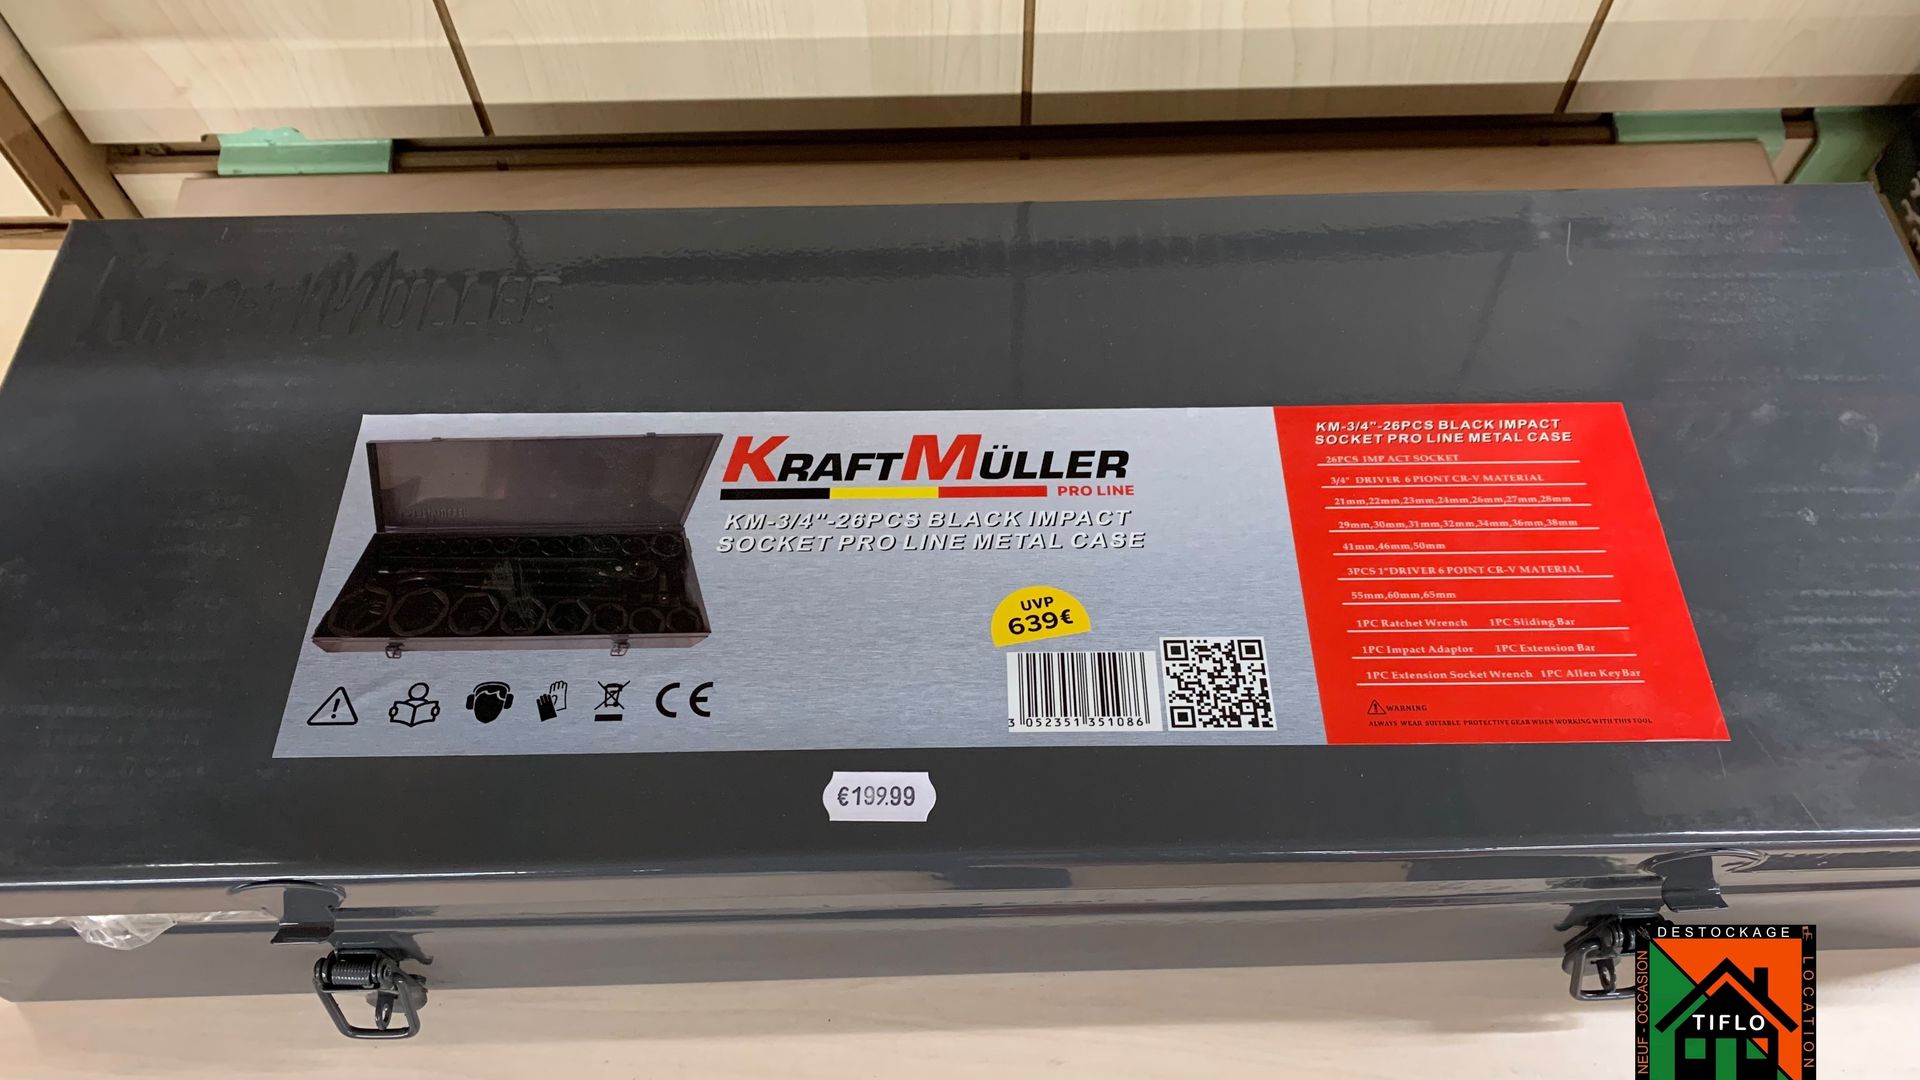 KRAFTMÜLLER
KRAFTMÜLLER
PRO LINE
KM-3/4"-26PCS BLACK IMPACT
SOCKET PRO LINE METAL CASE
UVP
639€
3 052351 351086
CE
KM-3/4"-26PCS BLACK IMPACT
SOCKET PRO LINE METAL CASE
26PCS IMP ACT SOCKET
3/4" DRIVER 6 PIONT CR-V MATERIAL
21mm,22mm,23mm,24mm,26mm,27mm,28mm
29mm,30mm,31mm,32mm,34mm,36mm,38mm
41mm,46mm,50mm
3PCS 1"DRIVER 6 POINT CR-V MATERIAL
55mm,60mm,65mm
1PC Ratchet Wrench 1PC Sliding Bar
1PC Impact Adaptor 1PC Extension Bar
1PC Extension Socket Wrench 1PC Allen Key Bar
WARNING
ALWAYS WEAR SUITABLE PROTECTIVE GEAR WHEN WORKING WITH THIS TOOL
€199.99
DESTOCKAGE
NEUF - OCCASION
TIFLO
E LOCATION